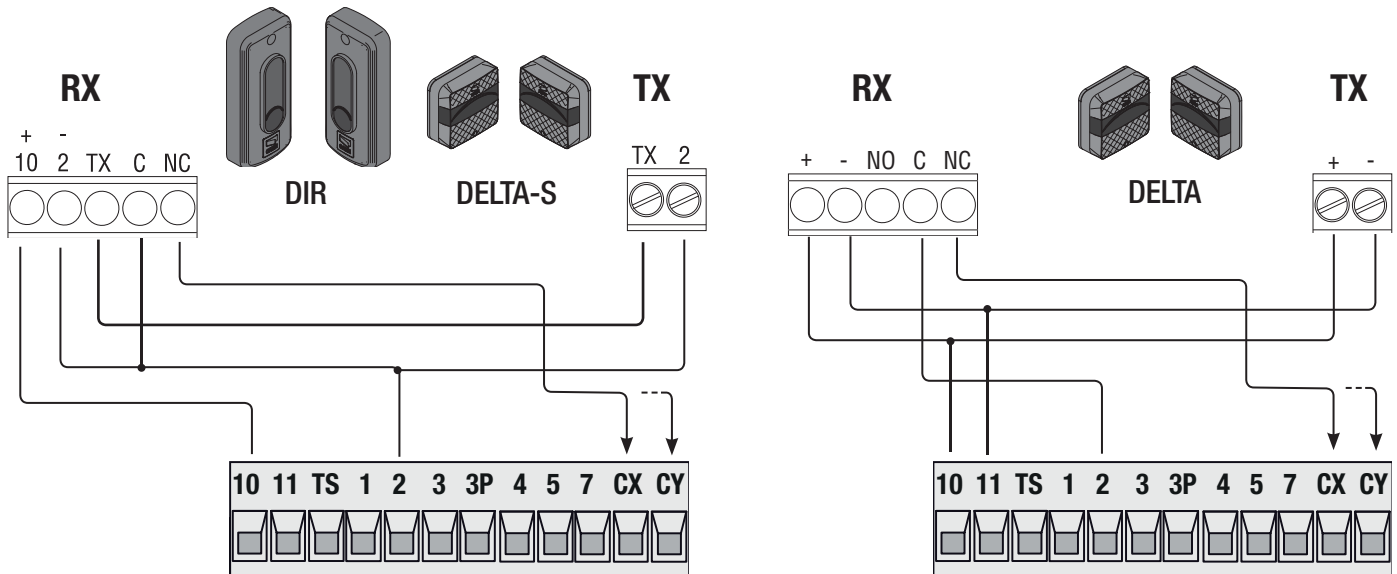 RX
DIR
DELTA-S
TX
+ -
10 2 TX C NC
TX 2
10 11 TS 1 2 3 3P 4 5 7 CX CY
RX
DELTA
TX
+ - NO C NC
+ -
10 11 TS 1 2 3 3P 4 5 7 CX CY